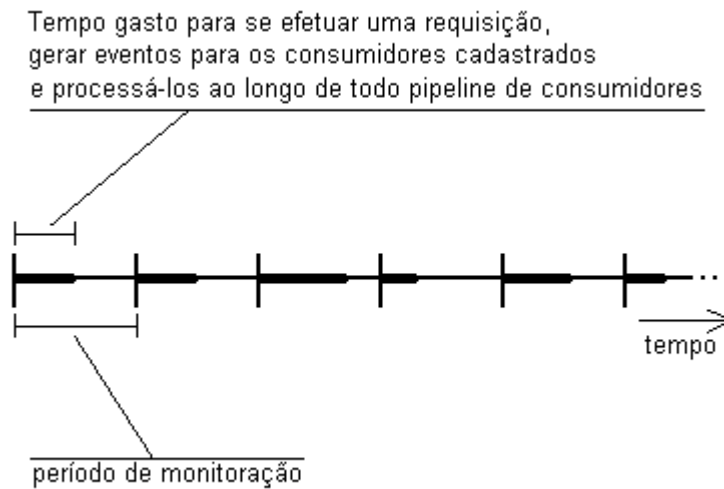 Tempo gasto para se efetuar uma requisição,
gerar eventos para os consumidores cadastrados
e processá-los ao longo de todo pipeline de consumidores
tempo
período de monitoração